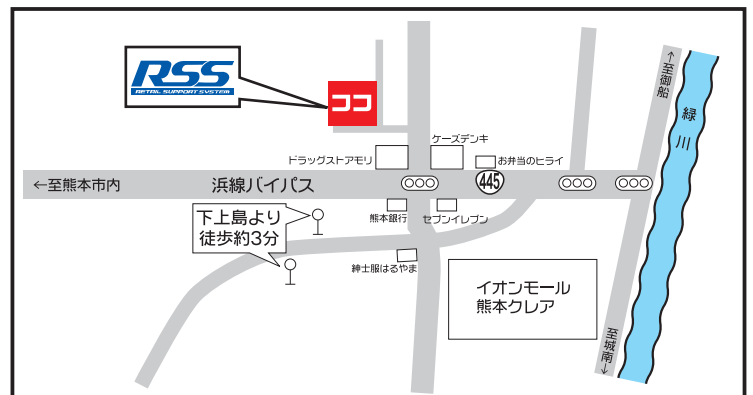 RSS
RETAIL SUPPORT SYSTEM
ココ
←至御船
緑川
ケーズデンキ
ドラッグストアモリ
お弁当のヒライ
←至熊本市内
浜線バイパス
445
熊本銀行
セブンイレブン
下上島より
徒歩約3分
紳士服はるやま
イオンモール
熊本クレア
至城南→